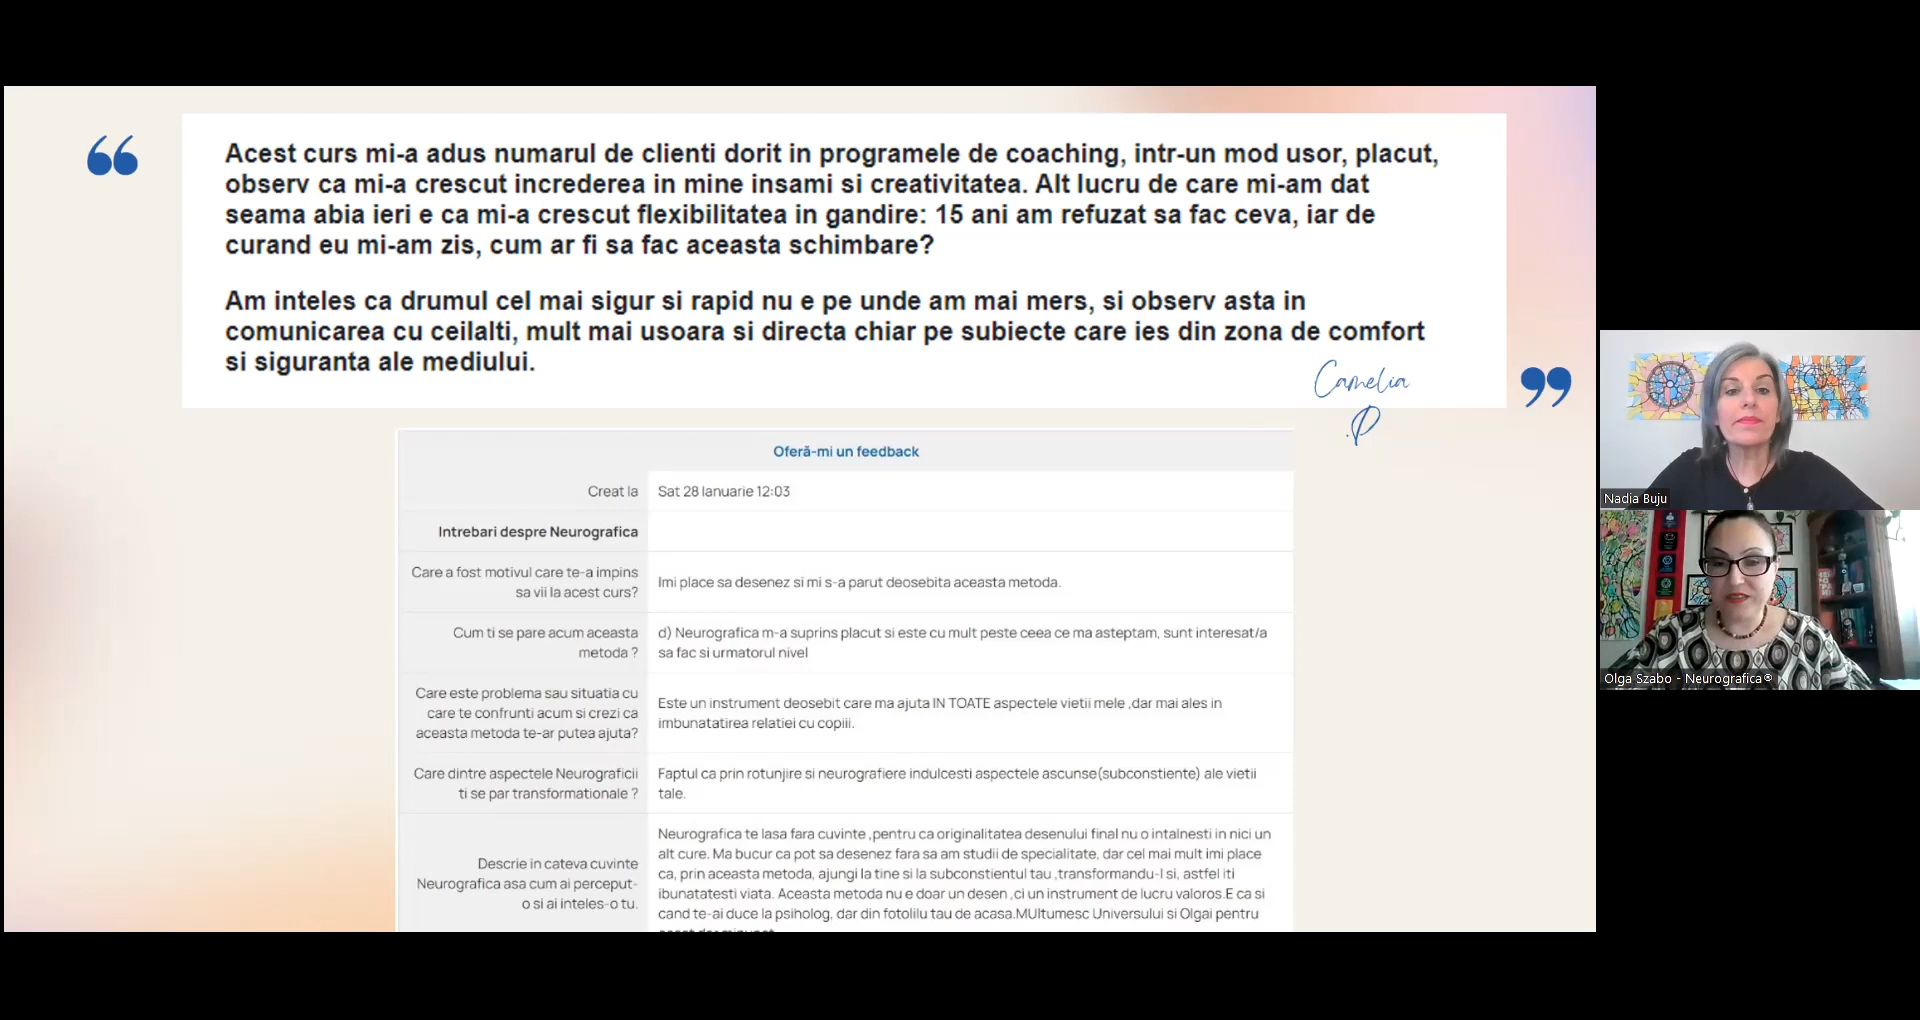 Acest curs mi-a adus numarul de clienti dorit in programele de coaching, intr-un mod usor, placut,
observ ca mi-a crescut increderea in mine insami si creativitatea. Alt lucru de care mi-am dat
seama abia ieri e ca mi-a crescut flexibilitatea in gandire: 15 ani am refuzat sa fac ceva, iar de
curand eu mi-am zis, cum ar fi sa fac aceasta schimbare?
Am inteles ca drumul cel mai sigur si rapid nu e pe unde am mai mers, si observ asta in
comunicarea cu ceilalti, mult mai usoara si directa chiar pe subiecte care ies din zona de comfort
si siguranta ale mediului.
Camelia
P.
Oferă-mi un feedback
Creat la
Sat 28 Ianuarie 12:03
Intrebari despre Neurografica
Care a fost motivul care te-a impins
sa vii la acest curs?
Imi place sa desenez si mi s-a parut deosebita aceasta metoda.
Cum ti se pare acum aceasta
metoda ?
d) Neurografica m-a suprins placut si este cu mult peste ceea ce ma asteptam, sunt interesat/a
sa fac si urmatorul nivel
Care este problema sau situatia cu
care te confrunti acum si crezi ca
aceasta metoda te-ar putea ajuta?
Este un instrument deosebit care ma ajuta IN TOATE aspectele vietii mele ,dar mai ales in
imbunatatirea relatiei cu copiii.
Care dintre aspectele Neurograficii
ti se par transformationale ?
Faptul ca prin rotunjire si neurografiere indulcesti aspectele ascunse(subconstiente) ale vietii
tale.
Descrie in cateva cuvinte
Neurografica asa cum ai perceput-
o si ai inteles-o tu.
Neurografica te lasa fara cuvinte ,pentru ca originalitatea desenului final nu o intalnesti in nici un
alt cure. Ma bucur ca pot sa desenez fara sa am studii de specialitate, dar cel mai mult imi place
ca, prin aceasta metoda, ajungi la tine si la subconstientul tau ,transformandu-l si, astfel iti
ibunatatesti viata. Aceasta metoda nu e doar un desen ,ci un instrument de lucru valoros.E ca si
cand te-ai duce la psiholog, dar din fotoliul tau de acasa.MUltumesc Universului si Olgai pentru
Nadia Buju
Olga Szabo - Neurografica®